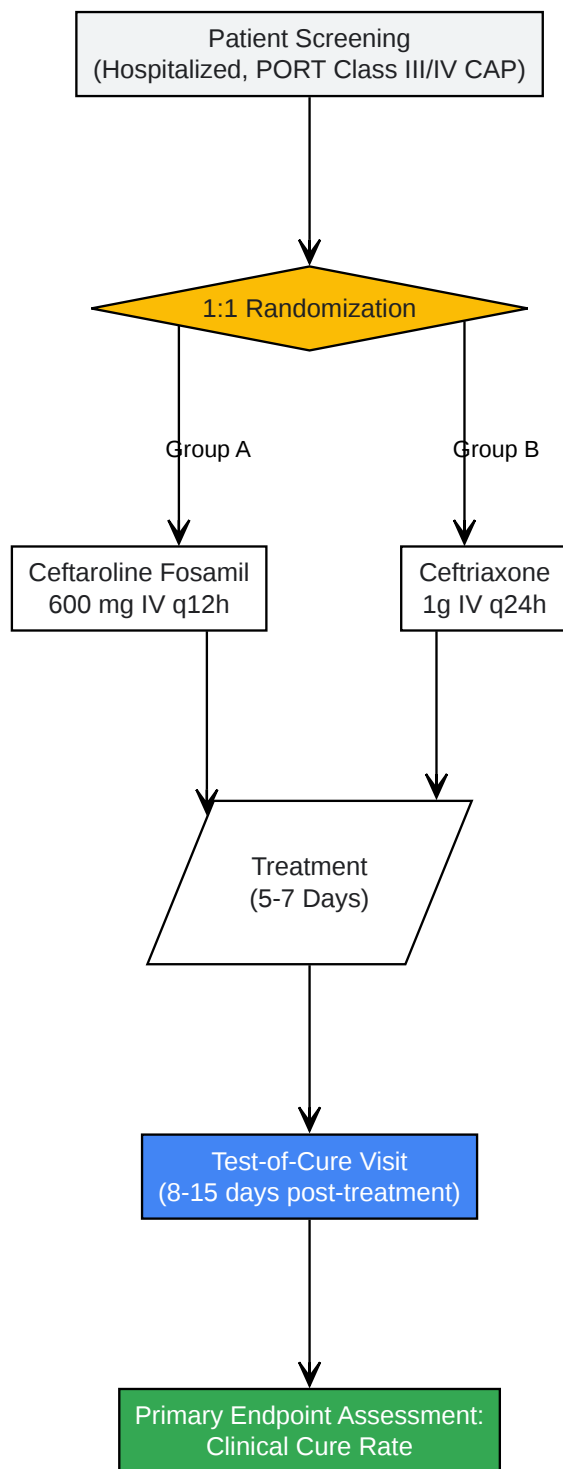 Patient Screening
(Hospitalized, PORT Class III/IV CAP)
1:1 Randomization
Group A
Group B
Ceftaroline Fosamil
600 mg IV q12h
Ceftriaxone
1g IV q24h
Treatment
(5-7 Days)
Test-of-Cure Visit
(8-15 days post-treatment)
Primary Endpoint Assessment:
Clinical Cure Rate